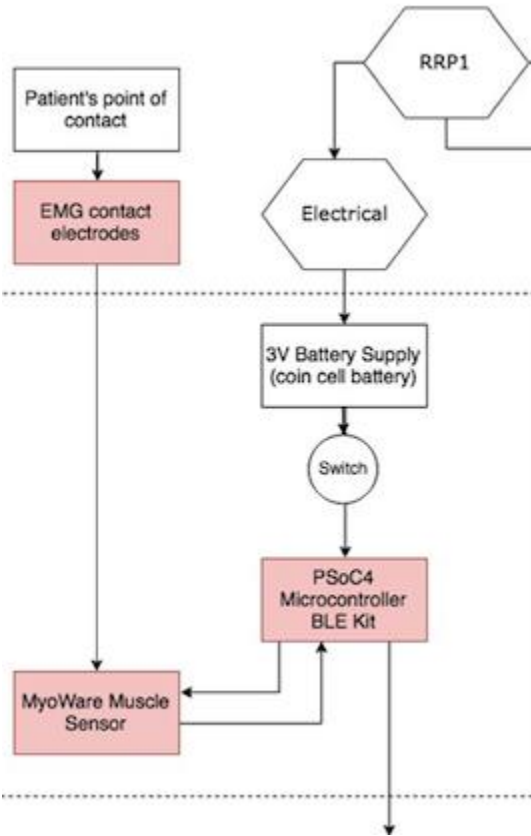 RRP1
Patient's point of
contact
EMG contact
electrodes
Electrical
3V Battery Supply
(coin cell battery)
Switch
PSoC4
Microcontroller
BLE Kit
MyoWare Muscle
Sensor